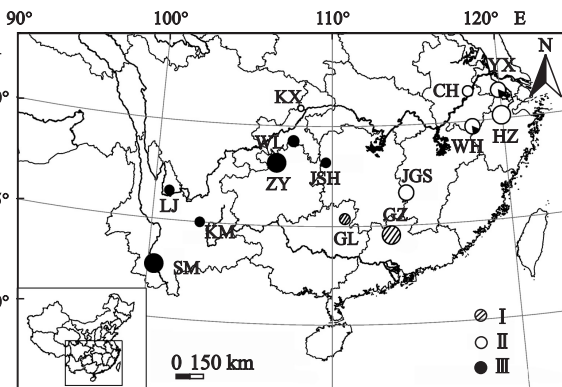 90° 100° 110° 120° E
N
YX
CH
KX
HZ
WL
WH
ZY
JSH
JGS
LJ
GZ
KM
GL
SM
I
II
III
0 150 km